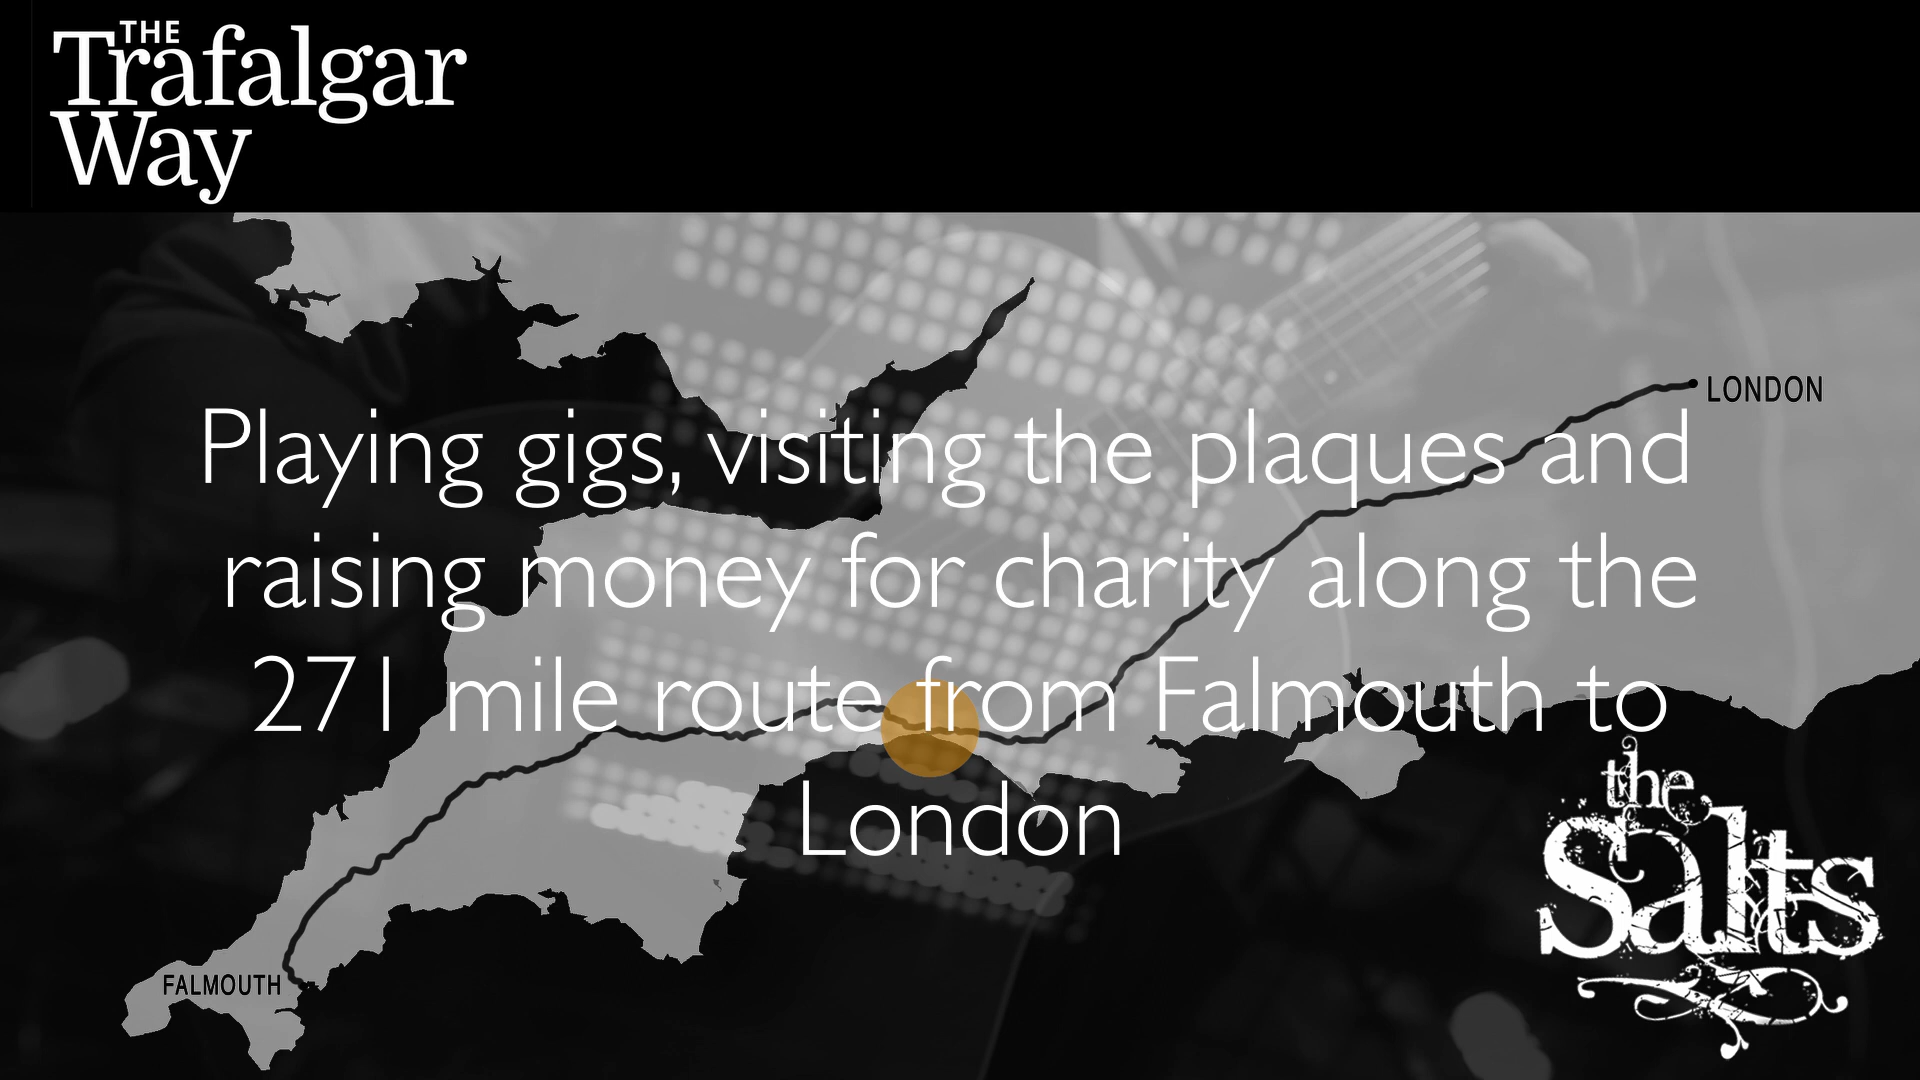 THE
Trafalgar
Way
LONDON
Playing gigs, visiting the plaques and
raising money for charity along the
271 mile route from Falmouth to
London
the
Salts
FALMOUTH